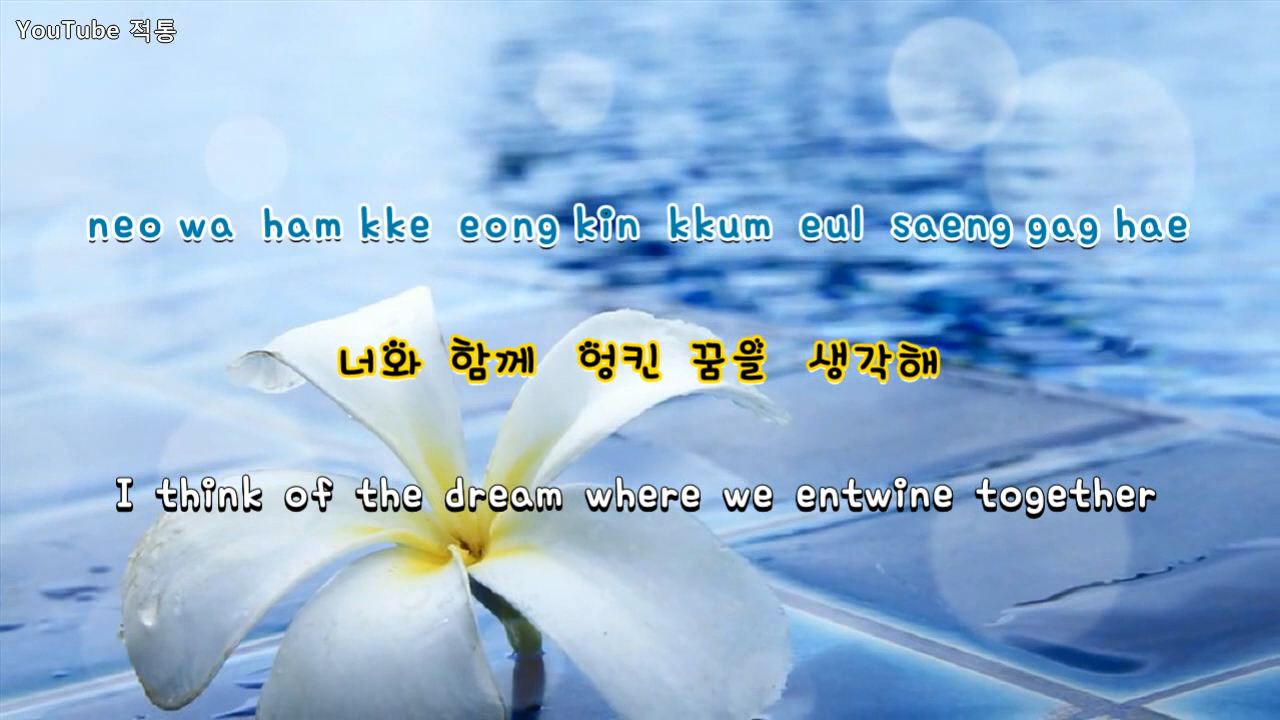 YouTube 적통
neo wa ham kke eong kin kkum eul saeng gag hae
너와 함께 엉킨 꿈을 생각해
I think of the dream where we entwine together